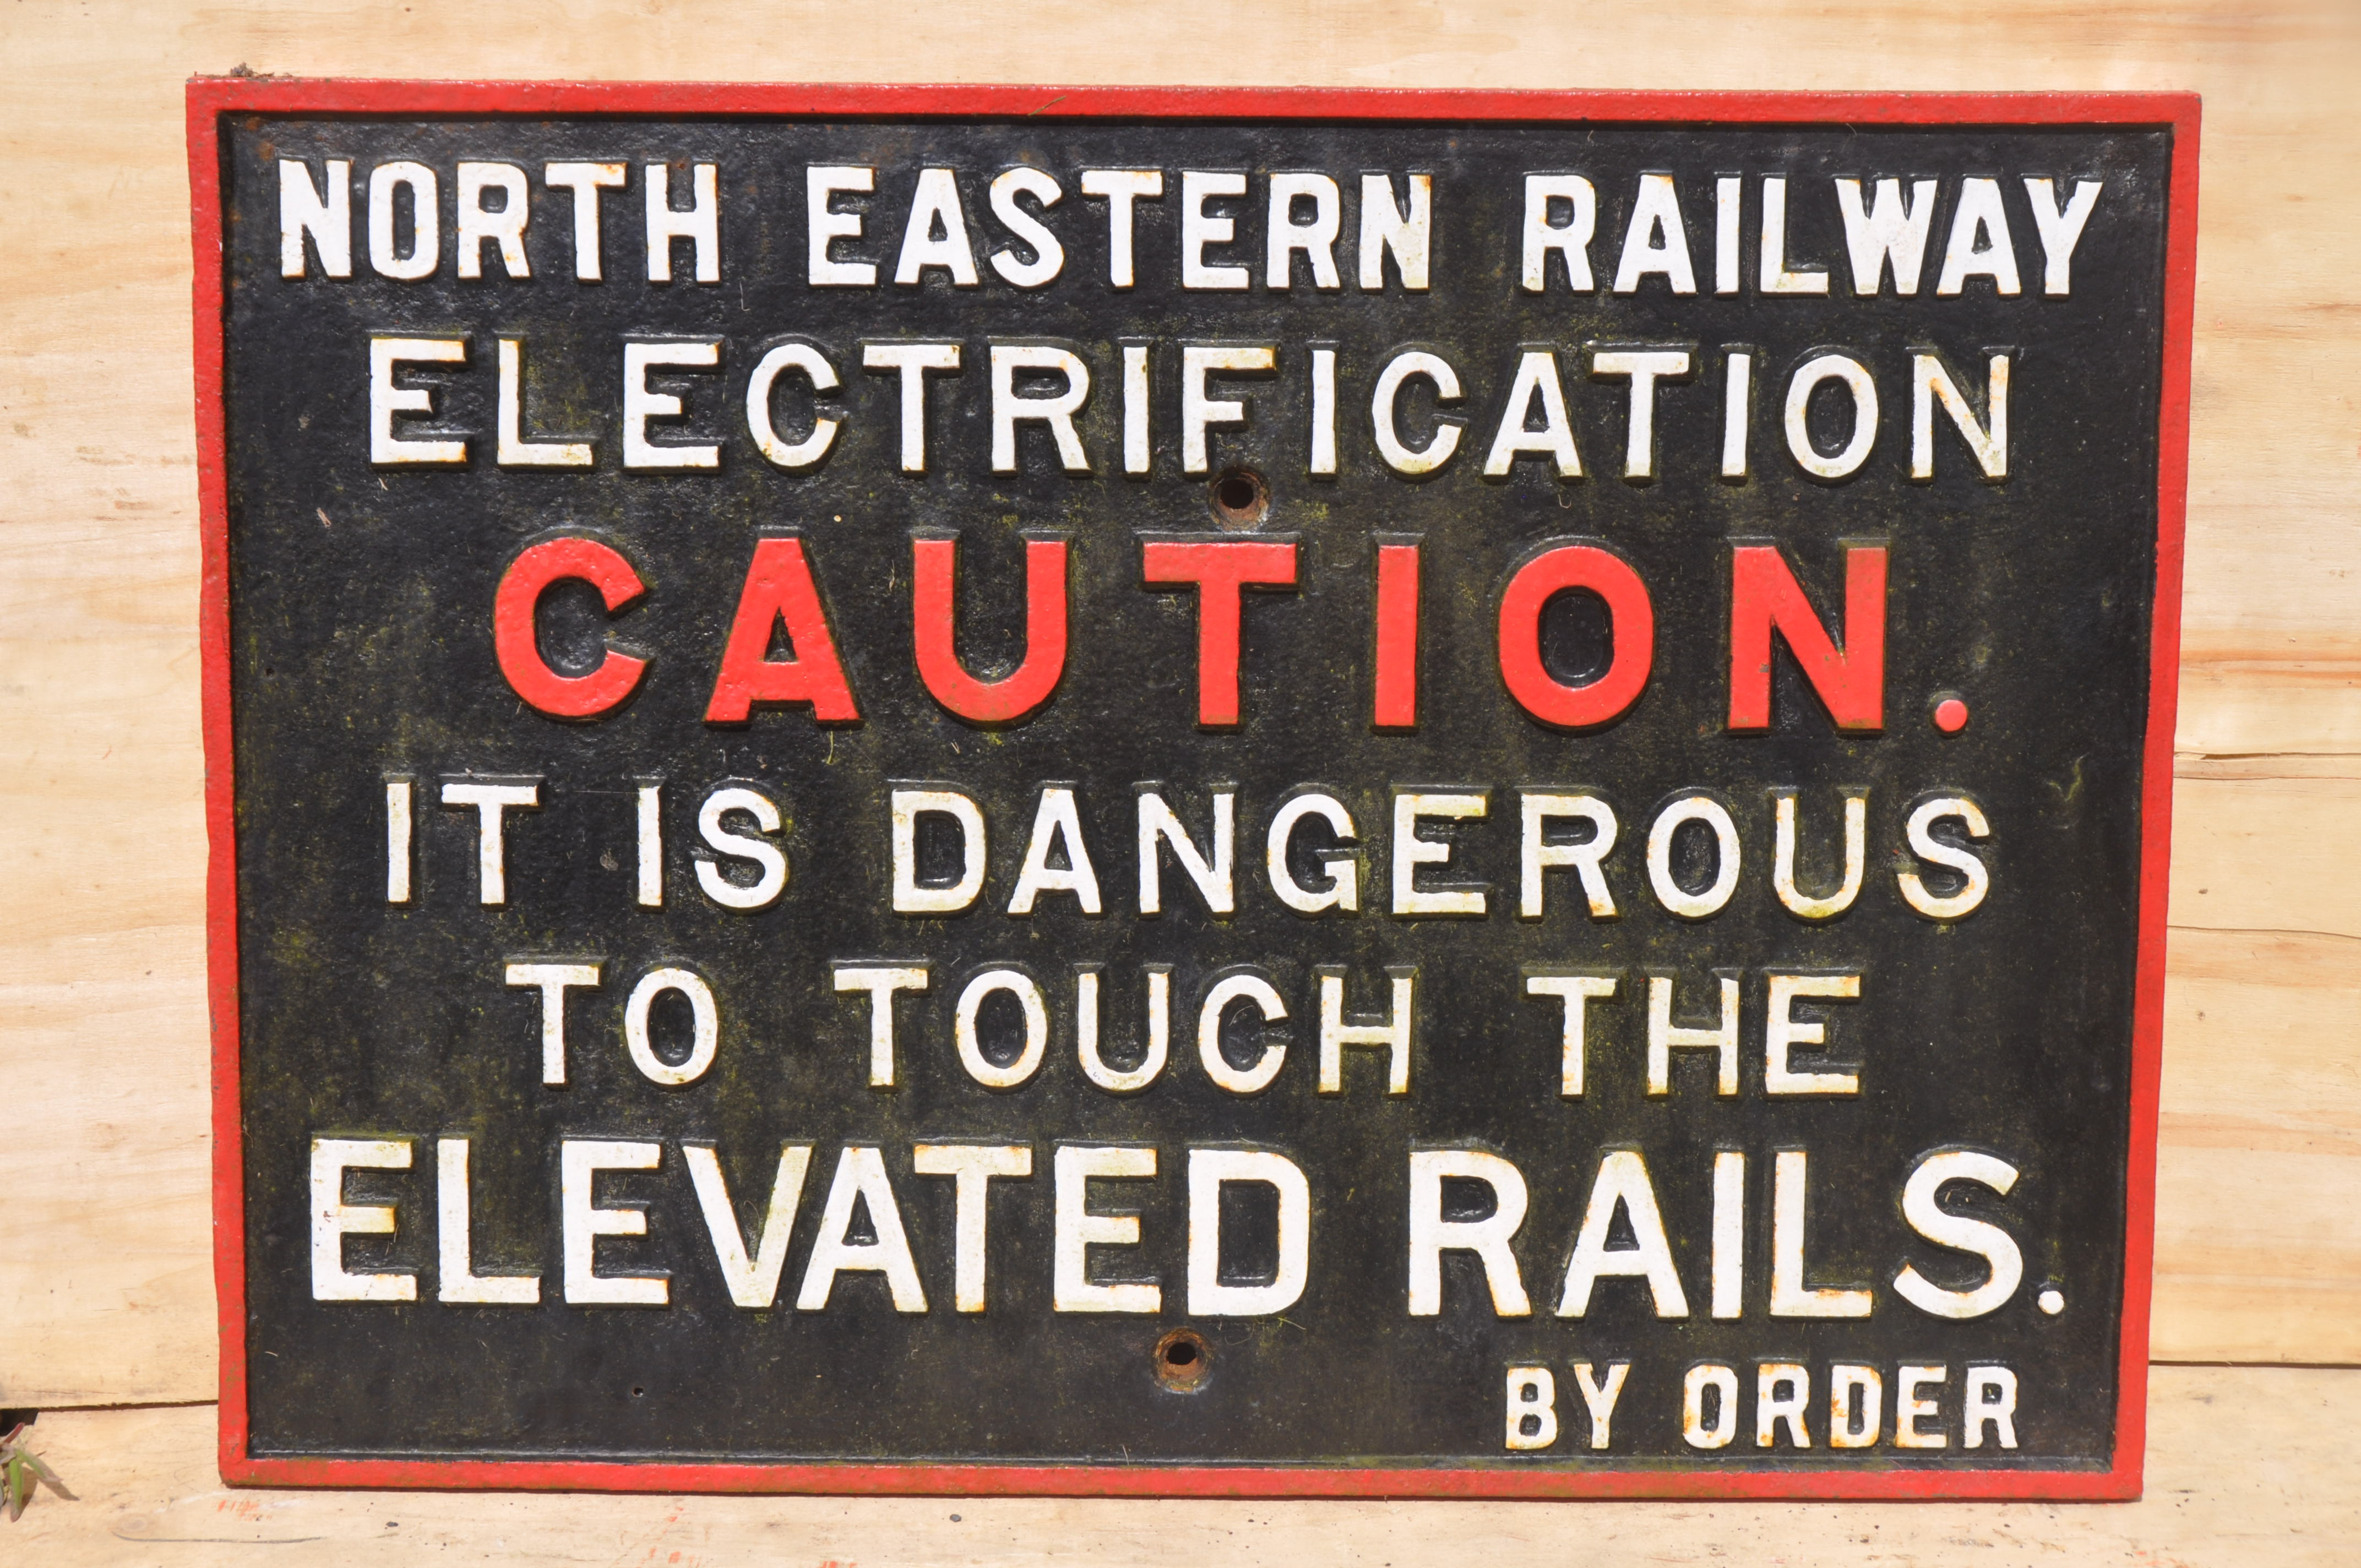 NORTH EASTERN RAILWAY
ELECTRIFICATION
CAUTION.
IT IS DANGEROUS
TO TOUCH THE
ELEVATED RAILS.
BY ORDER